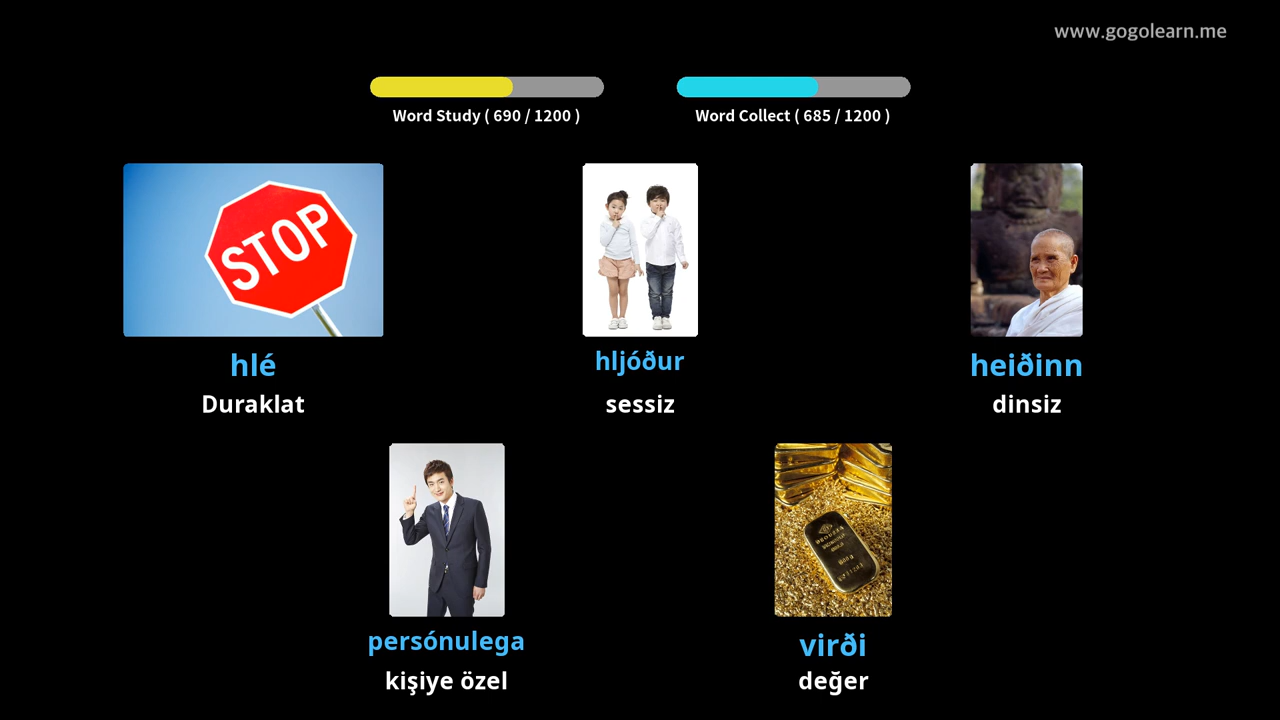 www.gogolearn.me
Word Study ( 690 / 1200 )
Word Collect ( 685 / 1200 )
STOP
hlé
Duraklat
hljóður
sessiz
heiðinn
dinsiz
persónulega
kişiye özel
virði
değer